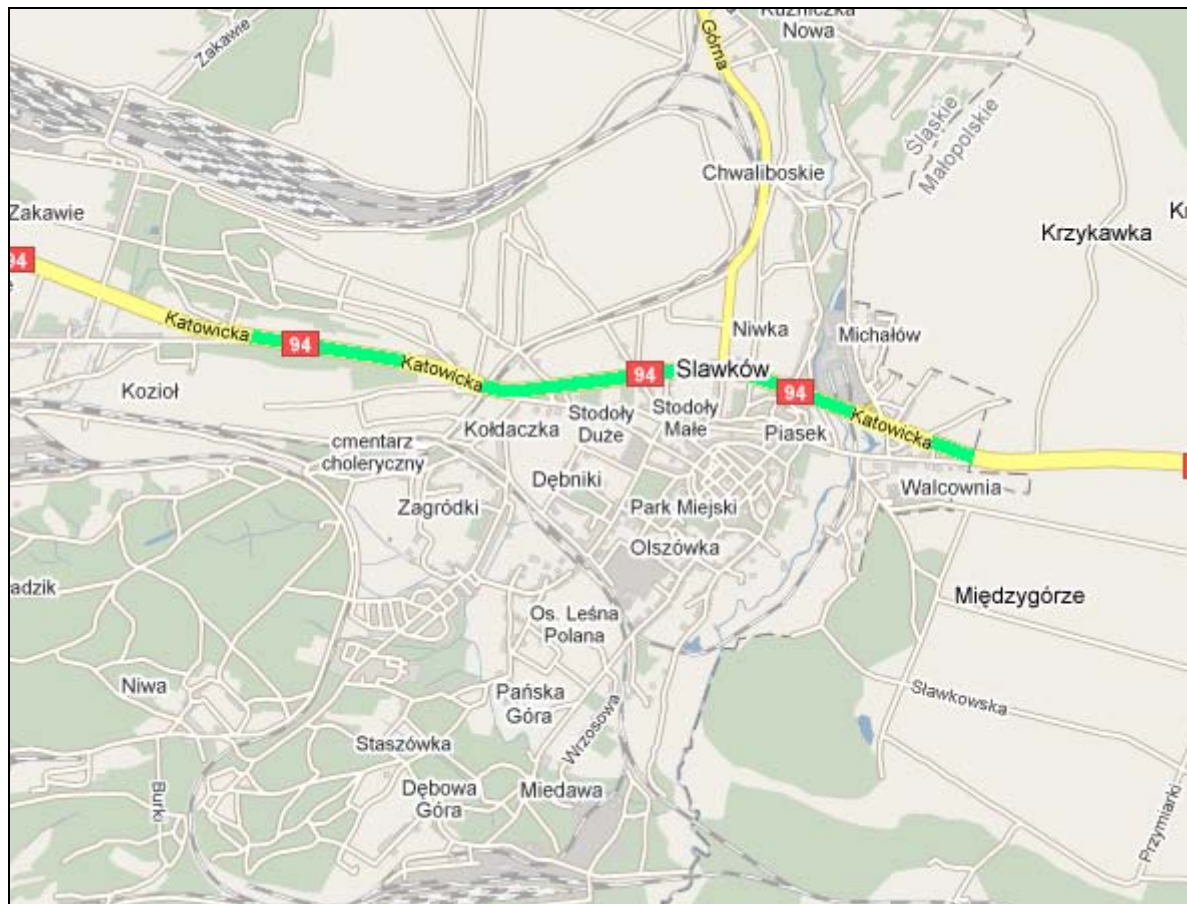 Kuźniczka
Nowa
Zakawie
Górna
Śląskie
Małopolskie
Chwaliboskie
Zakawie
Krzykawka
94
Katowicka
94
Niwka
Michałów
Katowicka
94
Slawków
94
Kozioł
Stodoły
Duże
Stodoły
Małe
Katowicka
Kołdaczka
Piasek
cmentarz
choleryczny
Dębniki
Walcownia
Zagródki
Park Miejski
Olszówka
adzik
Międzygórze
Os. Leśna
Polana
Niwa
Pańska
Góra
Sławkowska
Wrzosowa
Staszówka
Burki
Dębowa
Góra
Miedawa
Przymiarki